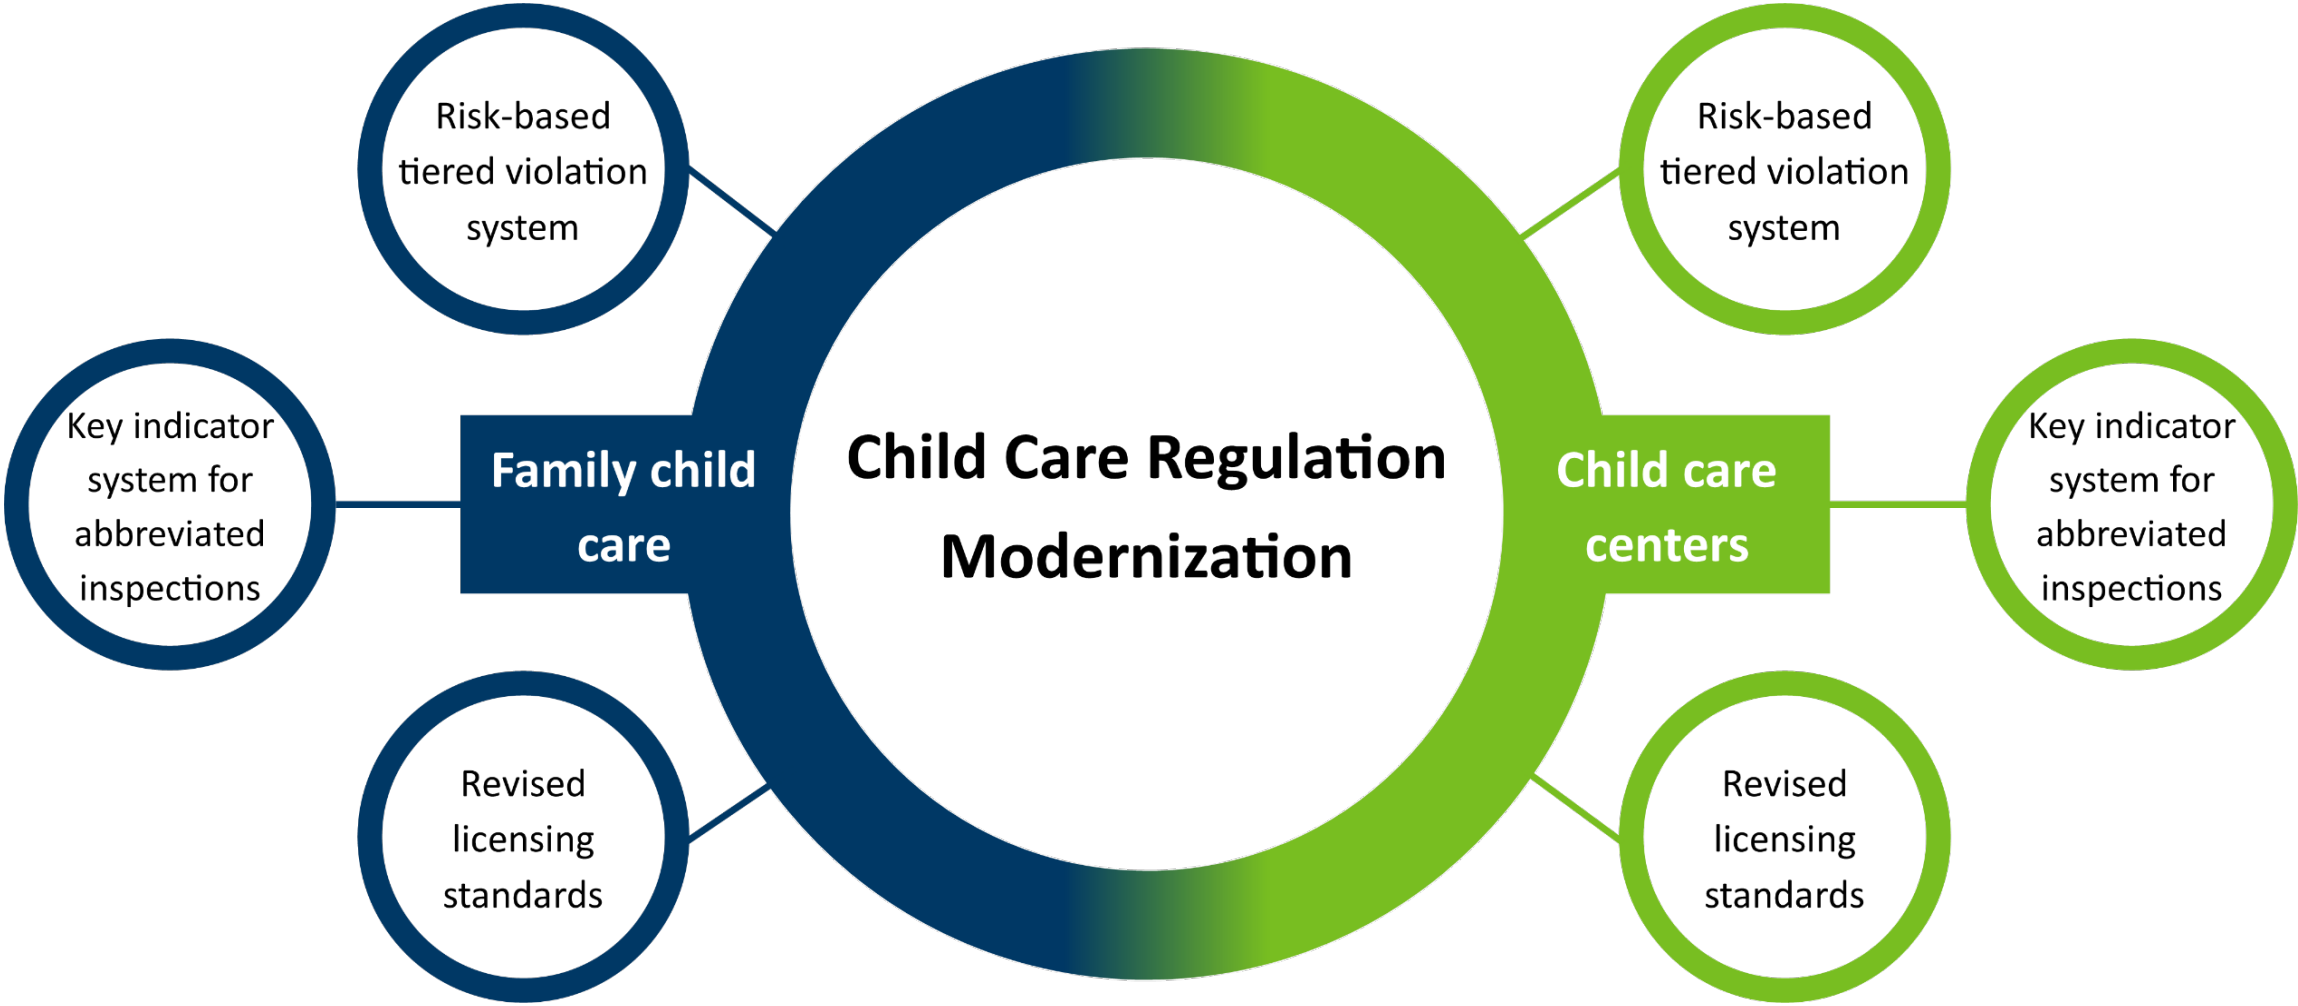 Risk-based
tiered violation
system
Key indicator
system for
abbreviated
inspections
Family child
care
Revised
licensing
standards
Child Care Regulation
Modernization
Risk-based
tiered violation
system
Child care
centers
Key indicator
system for
abbreviated
inspections
Revised
licensing
standards